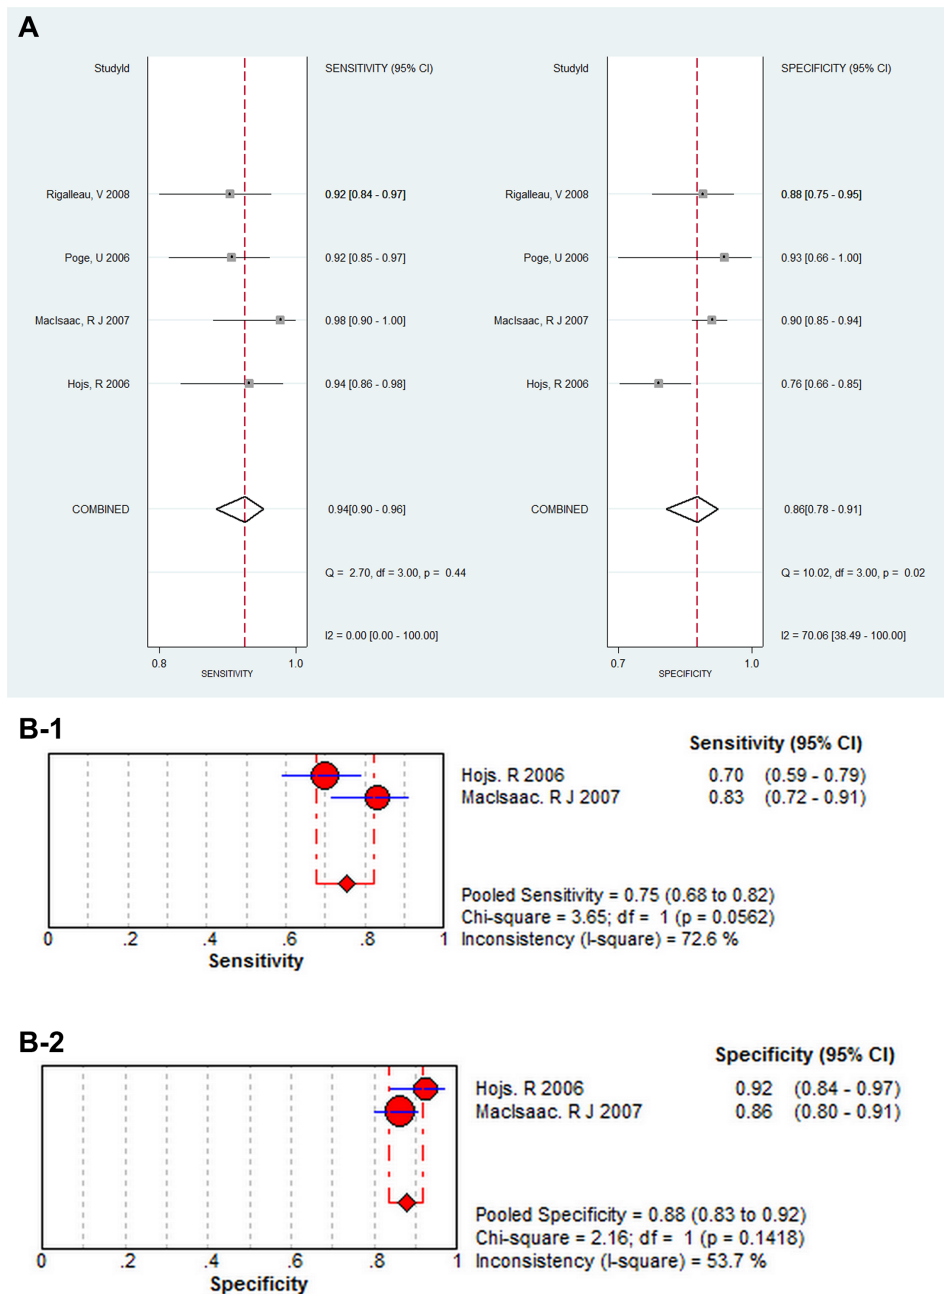 A
StudyId SENSITIVITY (95% CI) StudyId SPECIFICITY (95% CI)
Rigalleau, V 2008 0.92 [0.84 - 0.97] Rigalleau, V 2008 0.88 [0.75 - 0.95]
Poge, U 2006 0.92 [0.85 - 0.97] Poge, U 2006 0.93 [0.66 - 1.00]
MacIsaac, R J 2007 0.98 [0.90 - 1.00] MacIsaac, R J 2007 0.90 [0.85 - 0.94]
Hojs, R 2006 0.94 [0.86 - 0.98] Hojs, R 2006 0.76 [0.66 - 0.85]
COMBINED 0.94[0.90 - 0.96] COMBINED 0.86[0.78 - 0.91]
Q = 2.70, df = 3.00, p = 0.44 Q = 10.02, df = 3.00, p = 0.02
I2 = 0.00 [0.00 - 100.00] I2 = 70.06 [38.49 - 100.00]
0.8 1.0 0.7 1.0
SENSITIVITY SPECIFICITY
B-1
Sensitivity (95% CI)
Hojs. R 2006 0.70 (0.59 - 0.79)
MacIsaac. R J 2007 0.83 (0.72 - 0.91)
Pooled Sensitivity = 0.75 (0.68 to 0.82)
Chi-square = 3.65; df = 1 (p = 0.0562)
Inconsistency (I-square) = 72.6 %
0 .2 .4 .6 .8 1
Sensitivity
B-2
Specificity (95% CI)
Hojs. R 2006 0.92 (0.84 - 0.97)
MacIsaac. R J 2007 0.86 (0.80 - 0.91)
Pooled Specificity = 0.88 (0.83 to 0.92)
Chi-square = 2.16; df = 1 (p = 0.1418)
Inconsistency (I-square) = 53.7 %
0 .2 .4 .6 .8 1
Specificity